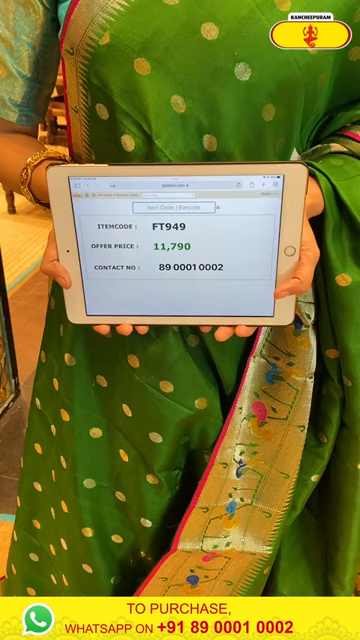 KANCHEEPURAM
Item Code | Barcode
ITEMCODE : FT949
OFFER PRICE : 11,790
CONTACT NO : 89 0001 0002
TO PURCHASE,
WHATSAPP ON +91 89 0001 0002